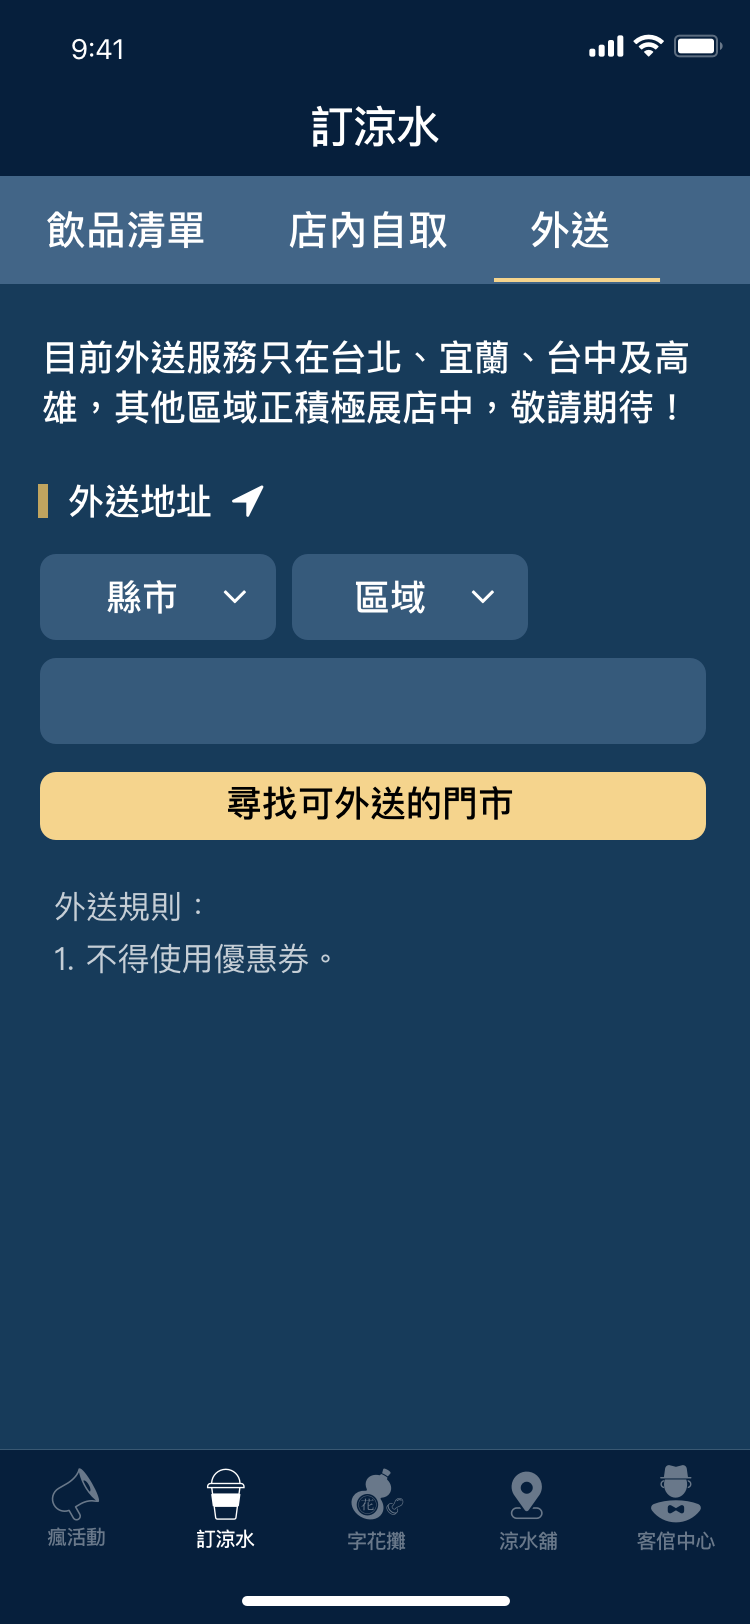 9:41
訂涼水
飲品清單 店內自取 外送
目前外送服務只在台北、宜蘭、台中及高
雄，其他區域正積極展店中，敬請期待！
外送地址
縣市 區域
尋找可外送的門市
外送規則：
1. 不得使用優惠券。
花
瘋活動 訂涼水 字花攤 涼水舖 客倌中心